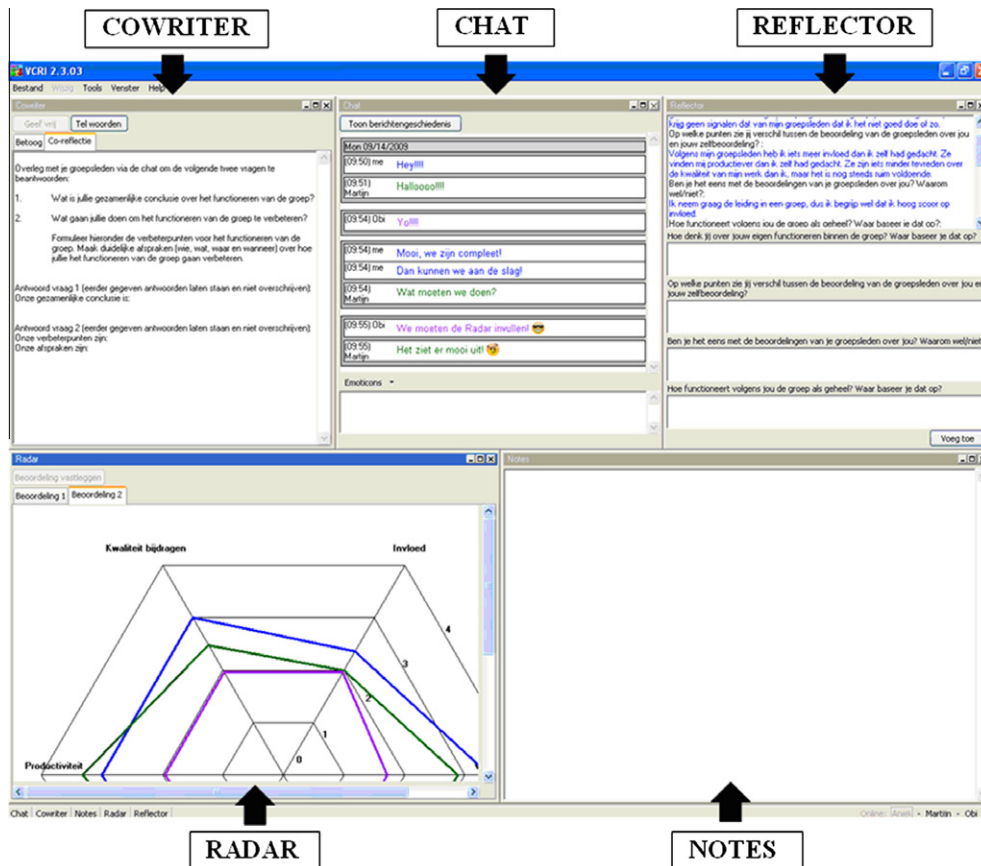 COWRITER
CHAT
REFLECTOR
VCRI 2.3.03
Bestand Wijzig Tools Venster Help
Cowriter
Geef vrij Tel woorden
Betoog Co-reflectie
Overleg met je groepsleden via de chat om de volgende twee vragen te
beantwoorden:
1. Wat is jullie gezamenlijke conclusie over het functioneren van de groep?
2. Wat gaan jullie doen om het functioneren van de groep te verbeteren?
Formuleer hieronder de verbeterpunten voor het functioneren van de
groep. Maak duidelijke afspraken (wie, wat, waar en wanneer) over hoe
jullie het functioneren van de groep gaan verbeteren.
Antwoord vraag 1 (eerder gegeven antwoorden laten staan en niet overschrijven):
Onze gezamenlijke conclusie is:
Antwoord vraag 2 (eerder gegeven antwoorden laten staan en niet overschrijven):
Onze verbeterpunten zijn:
Onze afspraken zijn:
Chat
Toon berichtengeschiedenis
Mon 09/14/2009
(09:50) me Hey!!!!
(09:51) Martijn Halloooo!!!!
(09:54) Obi Yo!!!!
(09:54) me Mooi, we zijn compleet!
(09:54) me Dan kunnen we aan de slag!
(09:54) Martijn Wat moeten we doen?
(09:55) Obi We moeten de Radar invullen!
(09:55) Martijn Het ziet er mooi uit!
Emoticons
Reflector
krijg geen signalen dat van mijn groepsleden dat ik het niet goed doe of zo.
Op welke punten zie jij verschil tussen de beoordeling van de groepsleden over jou
en jouw zelfbeoordeling? :
Volgens mijn groepsleden heb ik iets meer invloed dan ik zelf had gedacht. Ze
vinden mij productiever dan ik zelf had gedacht. Ze zijn iets minder tevreden over
de kwaliteit van mijn werk dan ik, maar het is nog steeds ruim voldoende.
Ben je het eens met de beoordelingen van je groepsleden over jou? Waarom
wel/niet?:
Ik neem graag de leiding in een groep, dus ik begrijp wel dat ik hoog scoor op
invloed.
Hoe functioneert volgens jou de groep als geheel? Waar baseer je dat op?:
Hoe denk jij over jouw eigen functioneren binnen de groep? Waar baseer je dat op?
Op welke punten zie jij verschil tussen de beoordeling van de groepsleden over jou en
jouw zelfbeoordeling?
Ben je het eens met de beoordelingen van je groepsleden over jou? Waarom wel/niet
Hoe functioneert volgens jou de groep als geheel? Waar baseer je dat op?
Voeg toe
Radar
Beoordeling vastleggen
Beoordeling 1 Beoordeling 2
Kwaliteit bijdragen
Invloed
4
3
2
1
0
Productiviteit
Notes
Chat Cowriter Notes Radar Reflector
Online: - Martijn - Obi
RADAR
NOTES